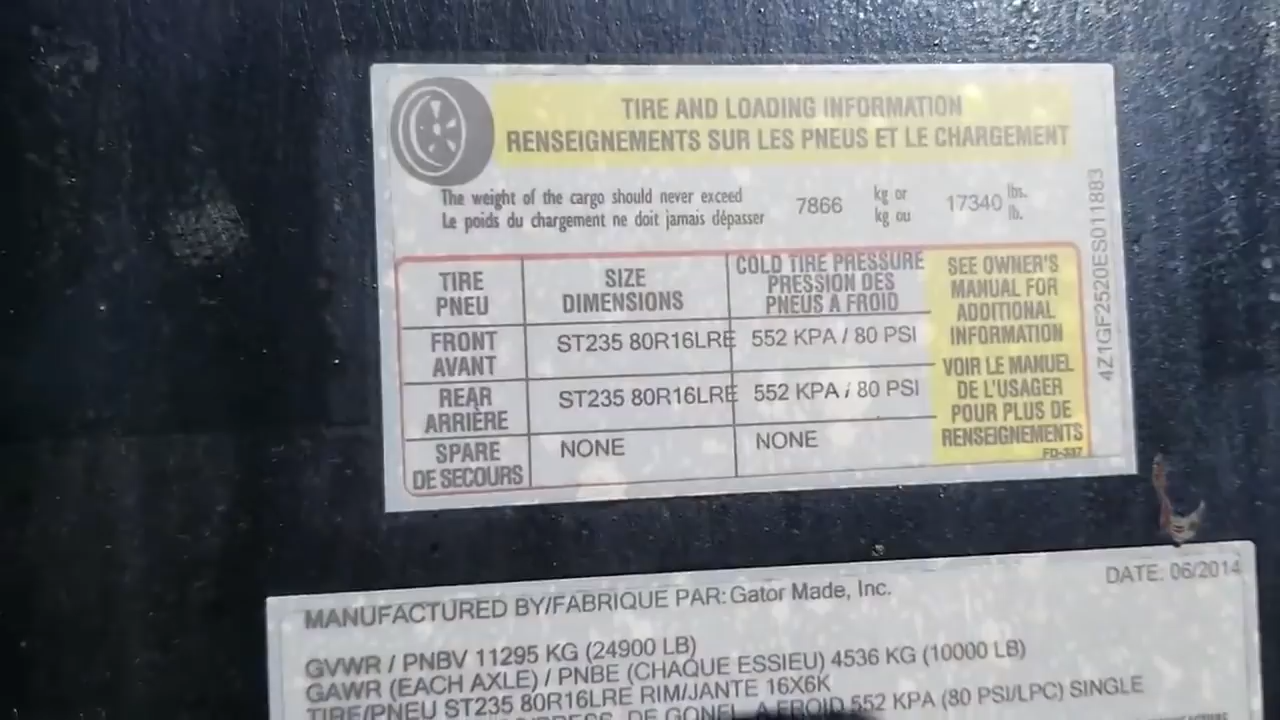 TIRE AND LOADING INFORMATION
RENSEIGNEMENTS SUR LES PNEUS ET LE CHARGEMENT
The weight of the cargo should never exceed 7866 kg or 17340 lbs.
Le poids du chargement ne doit jamais dépasser kg ou lb.
TIRE
PNEU
SIZE
DIMENSIONS
COLD TIRE PRESSURE
PRESSION DES
PNEUS A FROID
FRONT
AVANT
ST235 80R16LRE 552 KPA / 80 PSI
REAR
ARRIÈRE
ST235 80R16LRE 552 KPA / 80 PSI
SPARE
DE SECOURS
NONE NONE
SEE OWNER'S
MANUAL FOR
ADDITIONAL
INFORMATION
VOIR LE MANUEL
DE L'USAGER
POUR PLUS DE
RENSEIGNEMENTS
4Z1GF2520ES011883
DATE: 06/2014
MANUFACTURED BY/FABRIQUE PAR: Gator Made, Inc.
GVWR / PNBV 11295 KG (24900 LB)
GAWR (EACH AXLE) / PNBE (CHAQUE ESSIEU) 4536 KG (10000 LB)
TIRE/PNEU ST235 80R16LRE RIM/JANTE 16X6K
DE GONFL. A FROID 552 KPA (80 PSI/LPC) SINGLE